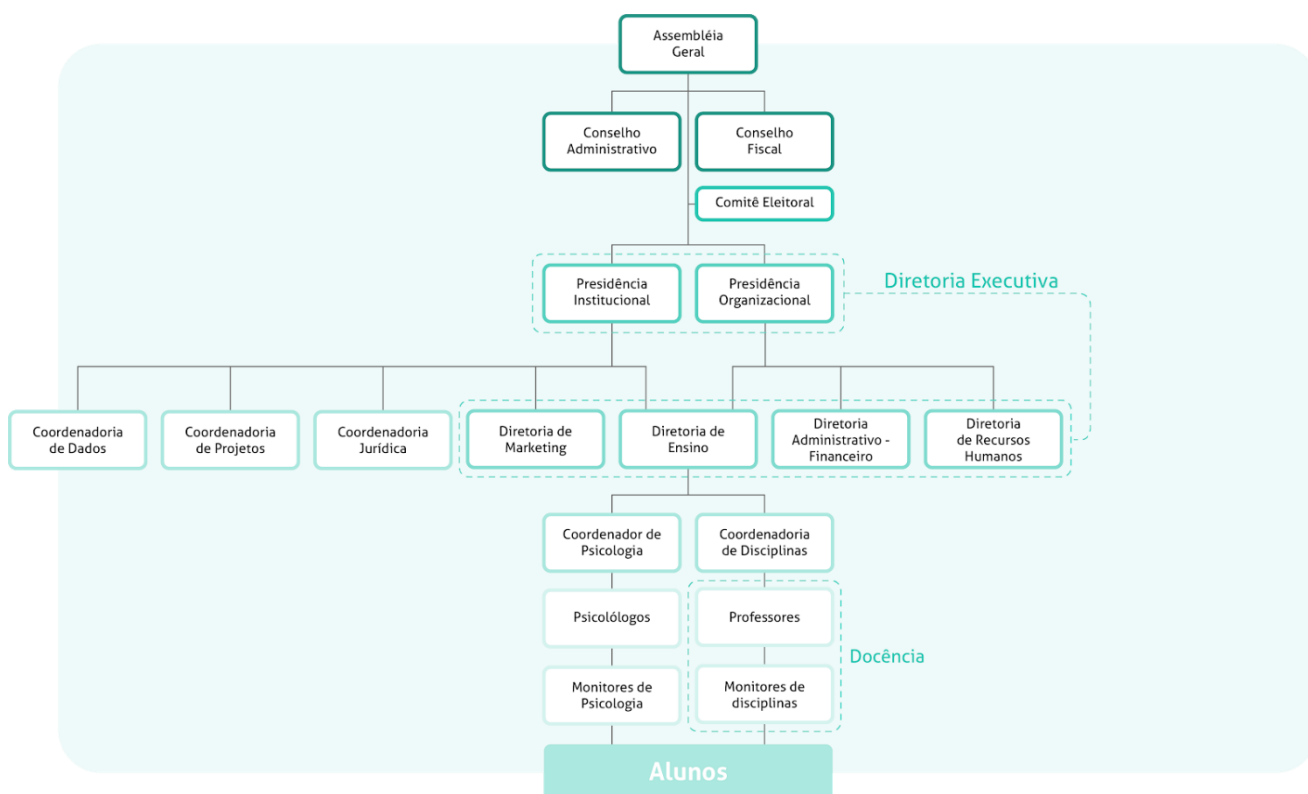 Assembléia
Geral
Conselho
Administrativo
Conselho
Fiscal
Comitê Eleitoral
Presidência
Institucional
Presidência
Organizacional
Diretoria Executiva
Coordenadoria
de Dados
Coordenadoria
de Projetos
Coordenadoria
Jurídica
Diretoria de
Marketing
Diretoria de
Ensino
Diretoria
Administrativo -
Financeiro
Diretoria
de Recursos
Humanos
Coordenador de
Psicologia
Coordenadoria
de Disciplinas
Psicolólogos
Professores
Docência
Monitores de
Psicologia
Monitores de
disciplinas
Alunos